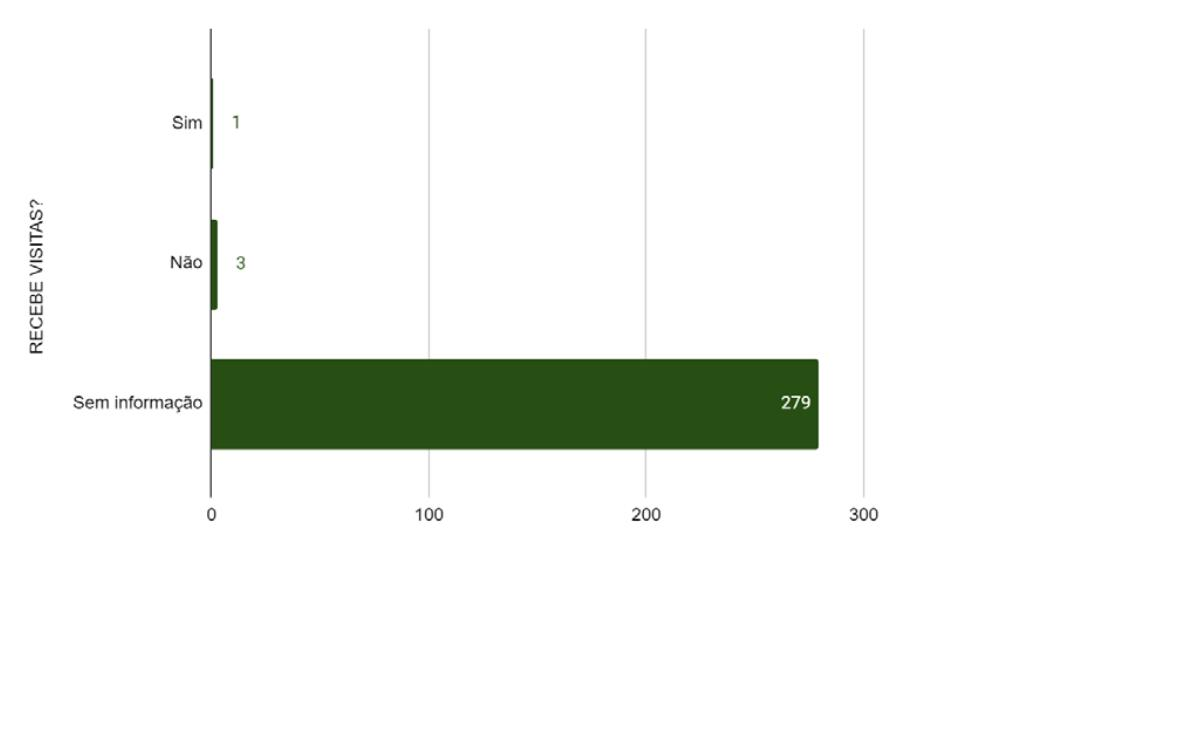 RECEBE VISITAS?
Sim
1
Não
3
Sem informação
279
0
100
200
300